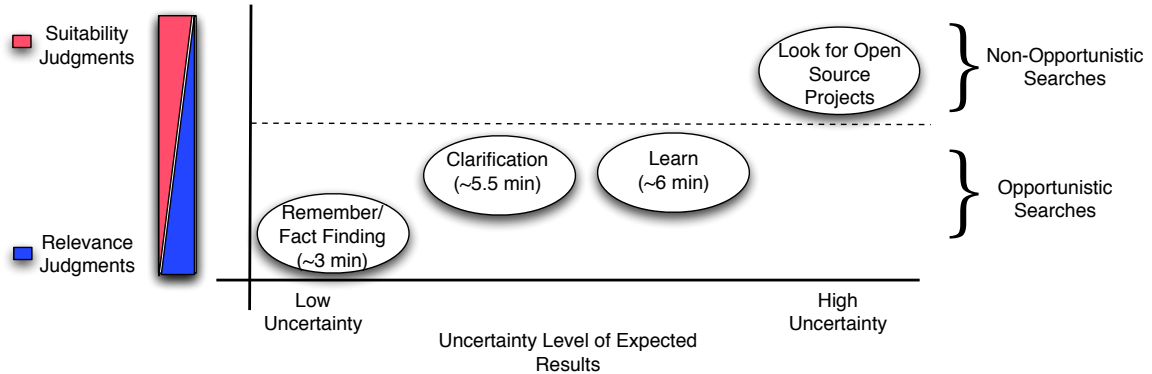 Suitability
Judgments
Relevance
Judgments
Look for Open
Source
Projects
Non-Opportunistic
Searches
Clarification
(~5.5 min)
Learn
(~6 min)
Opportunistic
Searches
Remember/
Fact Finding
(~3 min)
Low
Uncertainty
High
Uncertainty
Uncertainty Level of Expected
Results